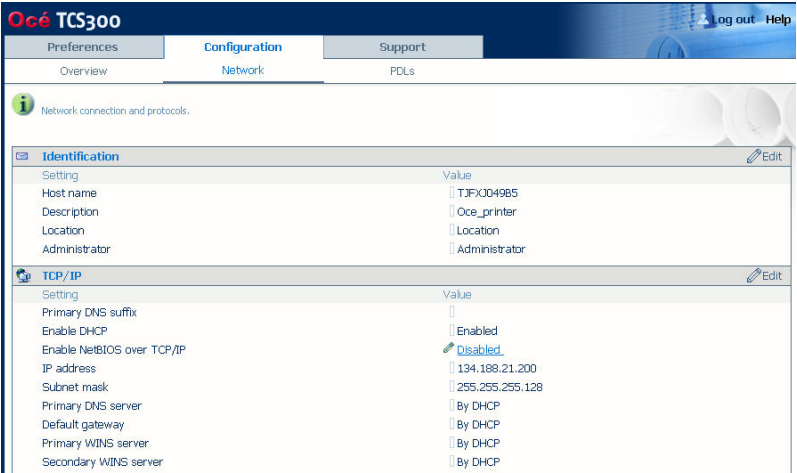 Océ TCS300
Log out Help
Preferences Configuration Support
Overview Network PDLs
Network connection and protocols.
Identification Edit
Setting Value
Host name TJFXJ049B5
Description Oce_printer
Location Location
Administrator Administrator
TCP/IP Edit
Setting Value
Primary DNS suffix
Enable DHCP Enabled
Enable NetBIOS over TCP/IP Disabled
IP address 134.188.21.200
Subnet mask 255.255.255.128
Primary DNS server By DHCP
Default gateway By DHCP
Primary WINS server By DHCP
Secondary WINS server By DHCP